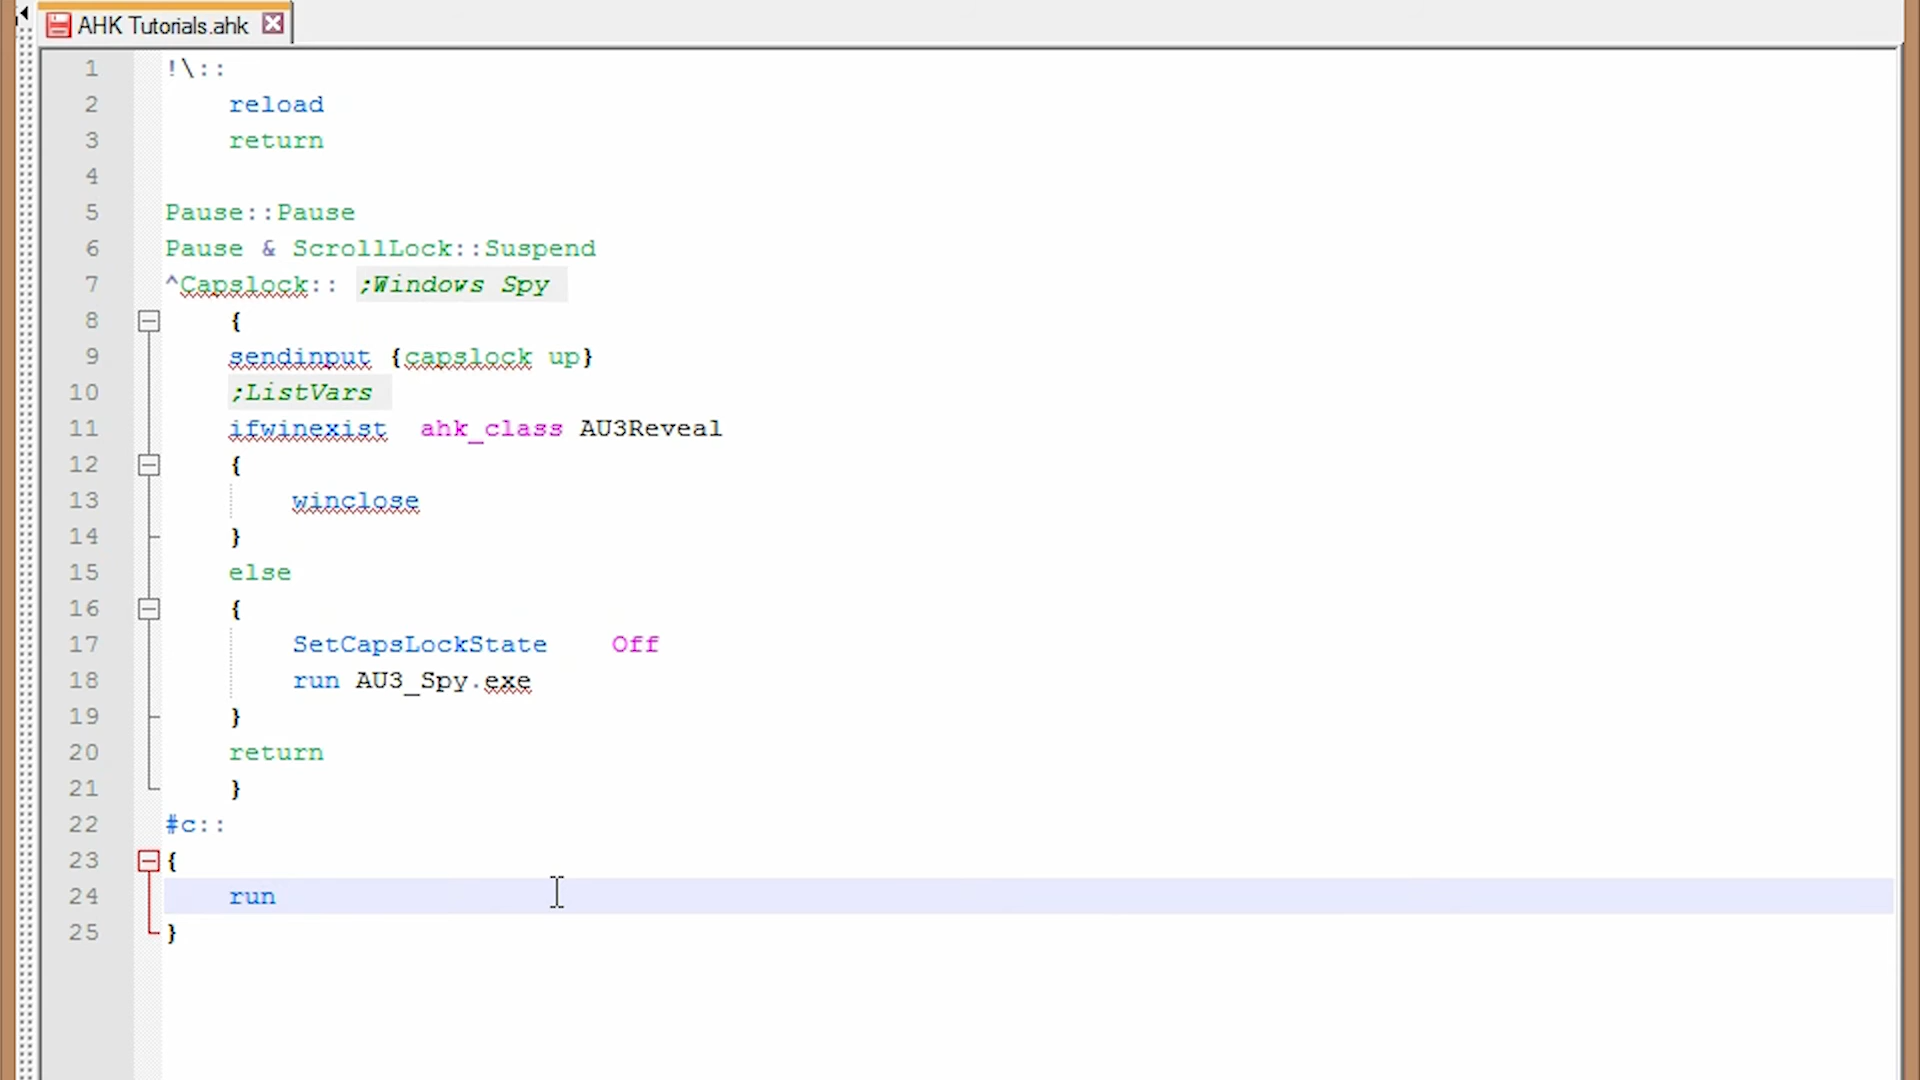 AHK Tutorials.ahk
1 !\::
2 reload
3 return
4
5 Pause::Pause
6 Pause & ScrollLock::Suspend
7 ^Capslock:: ;Windows Spy
8 {
9 sendinput {capslock up}
10 ;ListVars
11 ifwinexist ahk_class AU3Reveal
12 {
13 winclose
14 }
15 else
16 {
17 SetCapsLockState Off
18 run AU3_Spy.exe
19 }
20 return
21 }
22 #c::
23 {
24 run
25 }